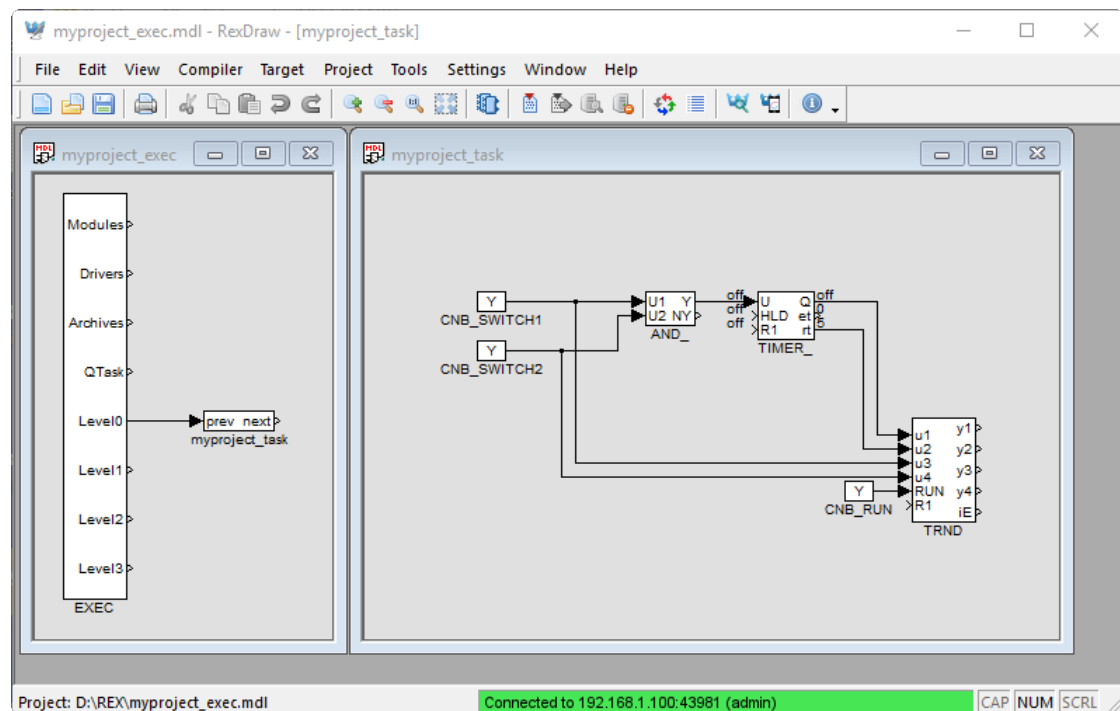 myproject_exec.mdl - RexDraw - [myproject_task]
File Edit View Compiler Target Project Tools Settings Window Help
myproject_exec
Modules
Drivers
Archives
QTask
Level0
prev next
myproject_task
Level1
Level2
Level3
EXEC
myproject_task
Y
CNB_SWITCH1
Y
CNB_SWITCH2
U1 Y
U2 NY
AND_
off
off
off
U Q
HLD et
R1 rt
TIMER_
off
0
5
u1 y1
u2 y2
u3 y3
u4 y4
RUN
R1 iE
TRND
Y
CNB_RUN
Project: D:\REX\myproject_exec.mdl
Connected to 192.168.1.100:43981 (admin)
CAP NUM SCRL